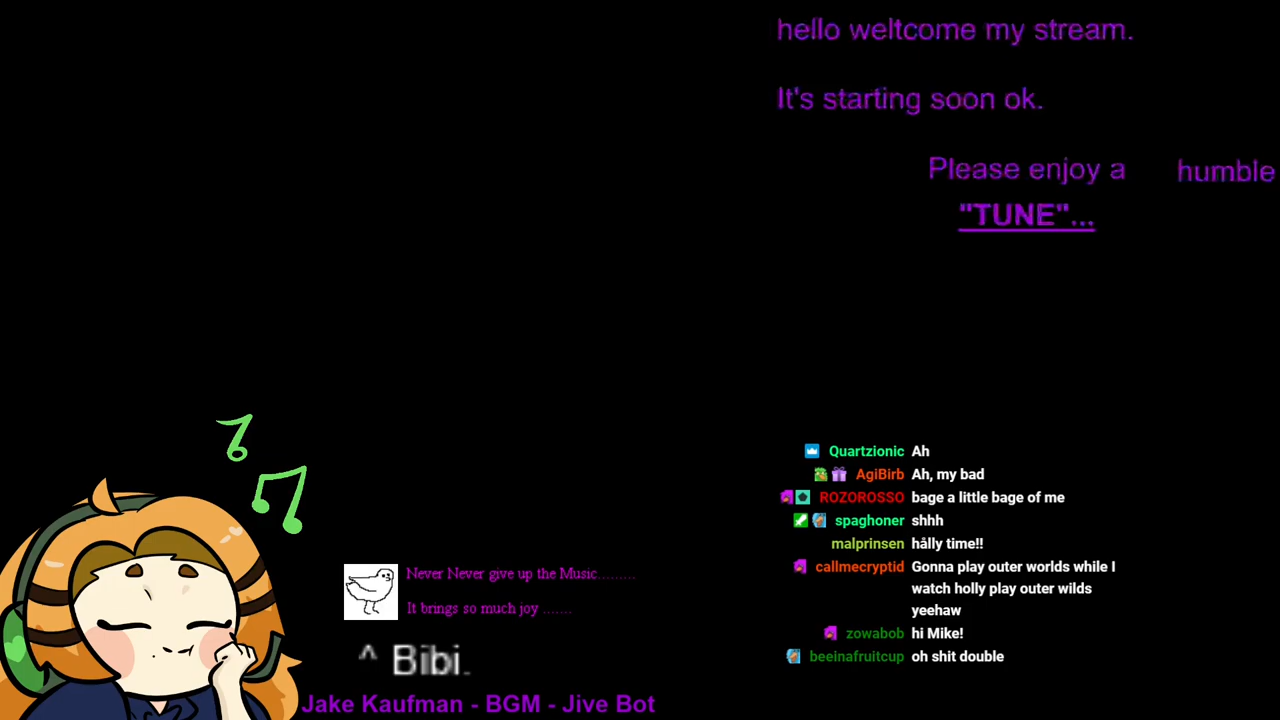 hello weltcome my stream.
It's starting soon ok.
Please enjoy a humble
"TUNE"...
Quartzionic Ah
AgiBirb Ah, my bad
ROZOROSSO bage a little bage of me
spaghoner shhh
malprinsen hålly time!!
callmecryptid Gonna play outer worlds while I
watch holly play outer wilds
yeehaw
zowabob hi Mike!
beeinafruitcup oh shit double
Never Never give up the Music.........
It brings so much joy .......
^ Bibi.
Jake Kaufman - BGM - Jive Bot